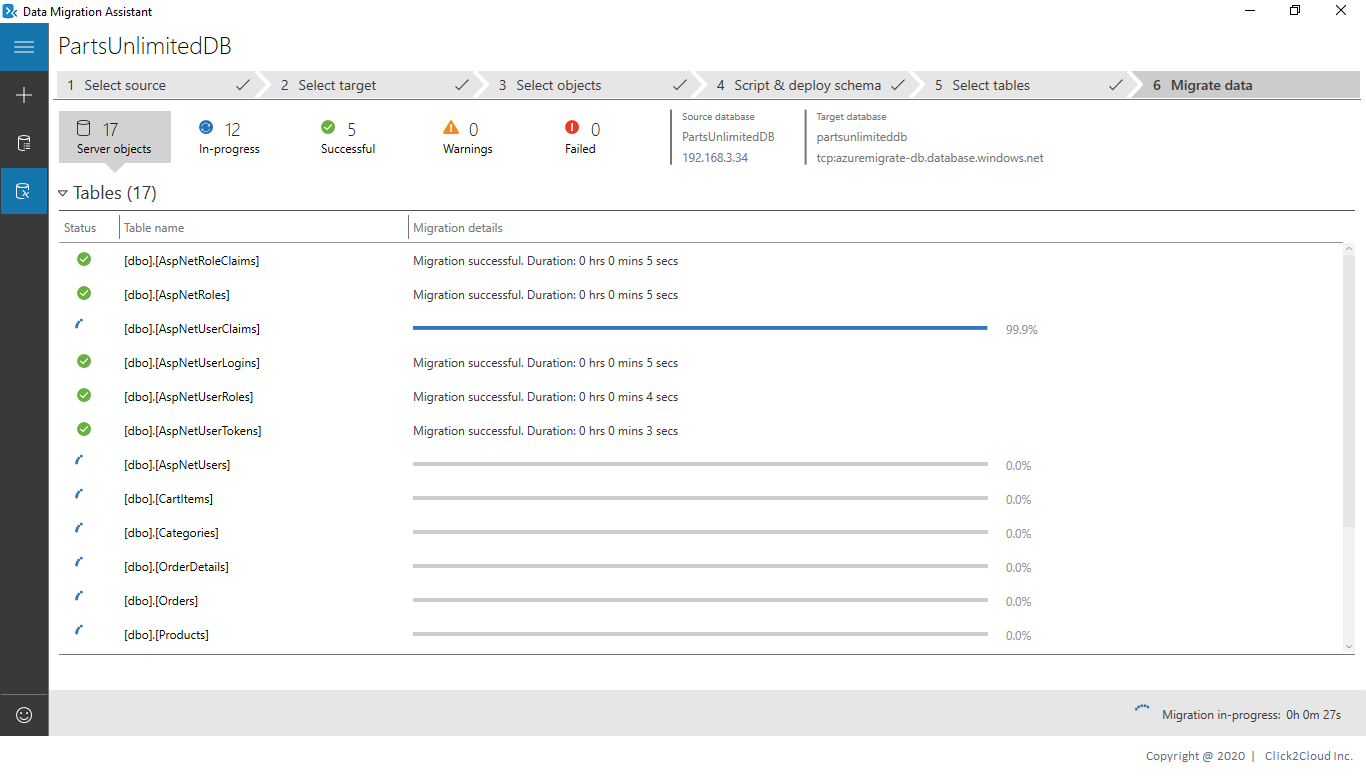 Data Migration Assistant
PartsUnlimitedDB
1 Select source 2 Select target 3 Select objects 4 Script & deploy schema 5 Select tables 6 Migrate data
17 Server objects
12 In-progress
5 Successful
0 Warnings
0 Failed
Source database
PartsUnlimitedDB
192.168.3.34
Target database
partsunlimiteddb
tcp:azuremigrate-db.database.windows.net
Tables (17)
Status Table name Migration details
[dbo].[AspNetRoleClaims] Migration successful. Duration: 0 hrs 0 mins 5 secs
[dbo].[AspNetRoles] Migration successful. Duration: 0 hrs 0 mins 5 secs
[dbo].[AspNetUserClaims] 99.9%
[dbo].[AspNetUserLogins] Migration successful. Duration: 0 hrs 0 mins 5 secs
[dbo].[AspNetUserRoles] Migration successful. Duration: 0 hrs 0 mins 4 secs
[dbo].[AspNetUserTokens] Migration successful. Duration: 0 hrs 0 mins 3 secs
[dbo].[AspNetUsers] 0.0%
[dbo].[CartItems] 0.0%
[dbo].[Categories] 0.0%
[dbo].[OrderDetails] 0.0%
[dbo].[Orders] 0.0%
[dbo].[Products] 0.0%
Migration in-progress: 0h 0m 27s
Copyright @ 2020 | Click2Cloud Inc.